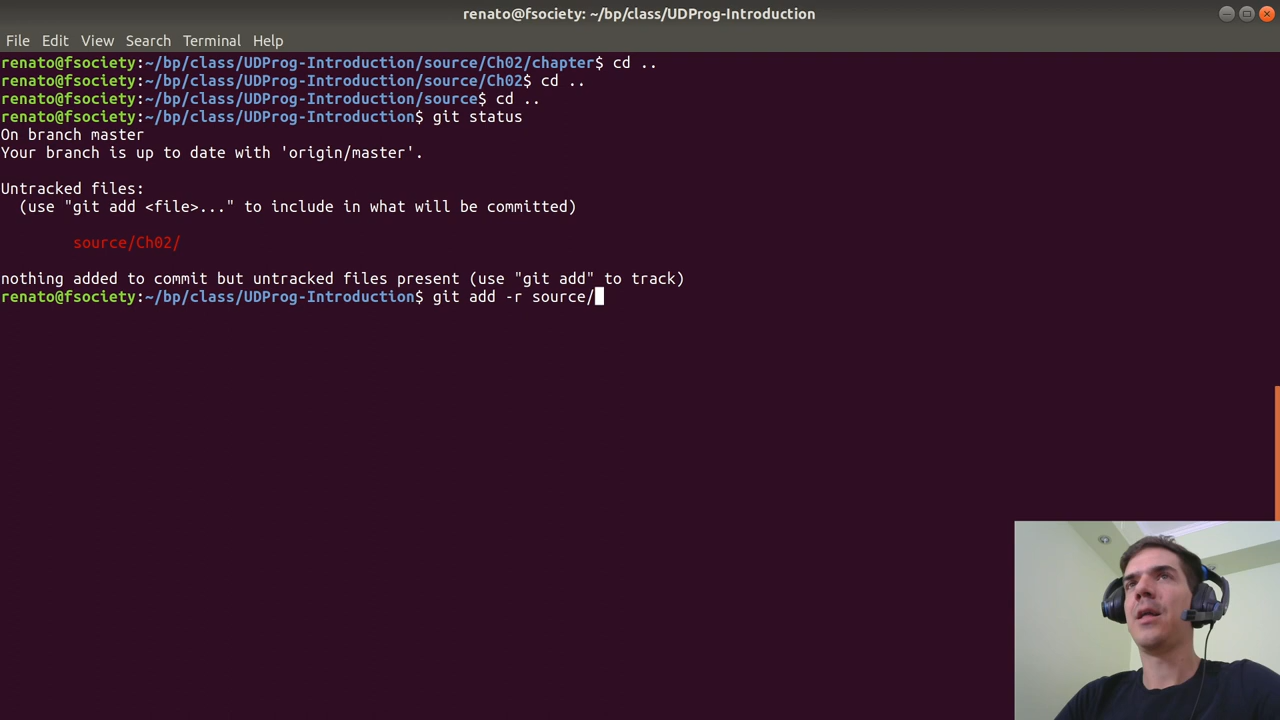 renato@fsociety: ~/bp/class/UDProg-Introduction
File Edit View Search Terminal Help
renato@fsociety:~/bp/class/UDProg-Introduction/source/Ch02/chapter$ cd ..
renato@fsociety:~/bp/class/UDProg-Introduction/source/Ch02$ cd ..
renato@fsociety:~/bp/class/UDProg-Introduction/source$ cd ..
renato@fsociety:~/bp/class/UDProg-Introduction$ git status
On branch master
Your branch is up to date with 'origin/master'.
Untracked files:
(use "git add <file>..." to include in what will be committed)
source/Ch02/
nothing added to commit but untracked files present (use "git add" to track)
renato@fsociety:~/bp/class/UDProg-Introduction$ git add -r source/